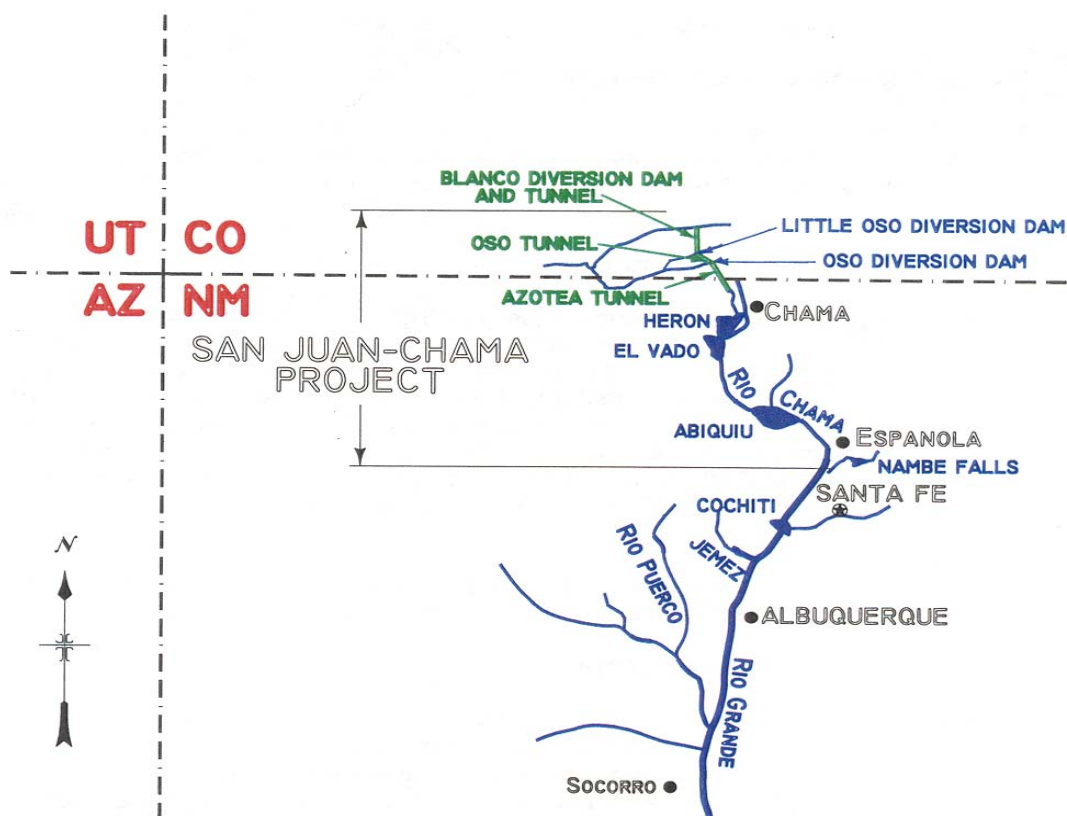 BLANCO DIVERSION DAM
AND TUNNEL
UT CO
LITTLE OSO DIVERSION DAM
OSO TUNNEL
OSO DIVERSION DAM
AZ NM
AZOTEA TUNNEL
CHAMA
HERON
SAN JUAN-CHAMA
PROJECT
EL VADO
RIO CHAMA
ABIQUIU
ESPANOLA
NAMBE FALLS
SANTA FE
COCHITI
N
RIO PUERCO
JEMEZ
ALBUQUERQUE
RIO GRANDE
SOCORRO